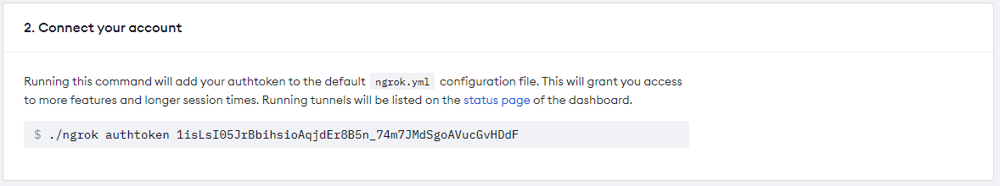 2. Connect your account
Running this command will add your authtoken to the default ngrok.yml configuration file. This will grant you access
to more features and longer session times. Running tunnels will be listed on the status page of the dashboard.
$ ./ngrok authtoken 1isLsI05JrBbihsioAqjdEr8B5n_74m7JMdSgoAVucGvHDdF